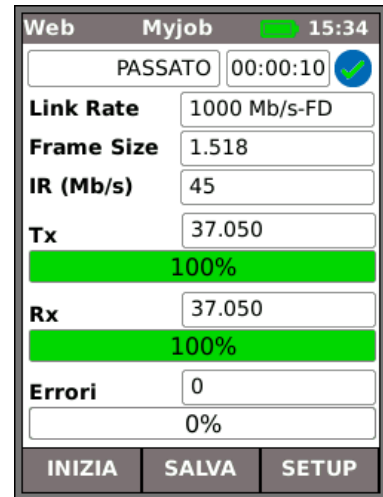 Web Myjob 15:34
PASSATO 00:00:10
Link Rate 1000 Mb/s-FD
Frame Size 1.518
IR (Mb/s) 45
Tx 37.050
100%
Rx 37.050
100%
Errori 0
0%
INIZIA SALVA SETUP